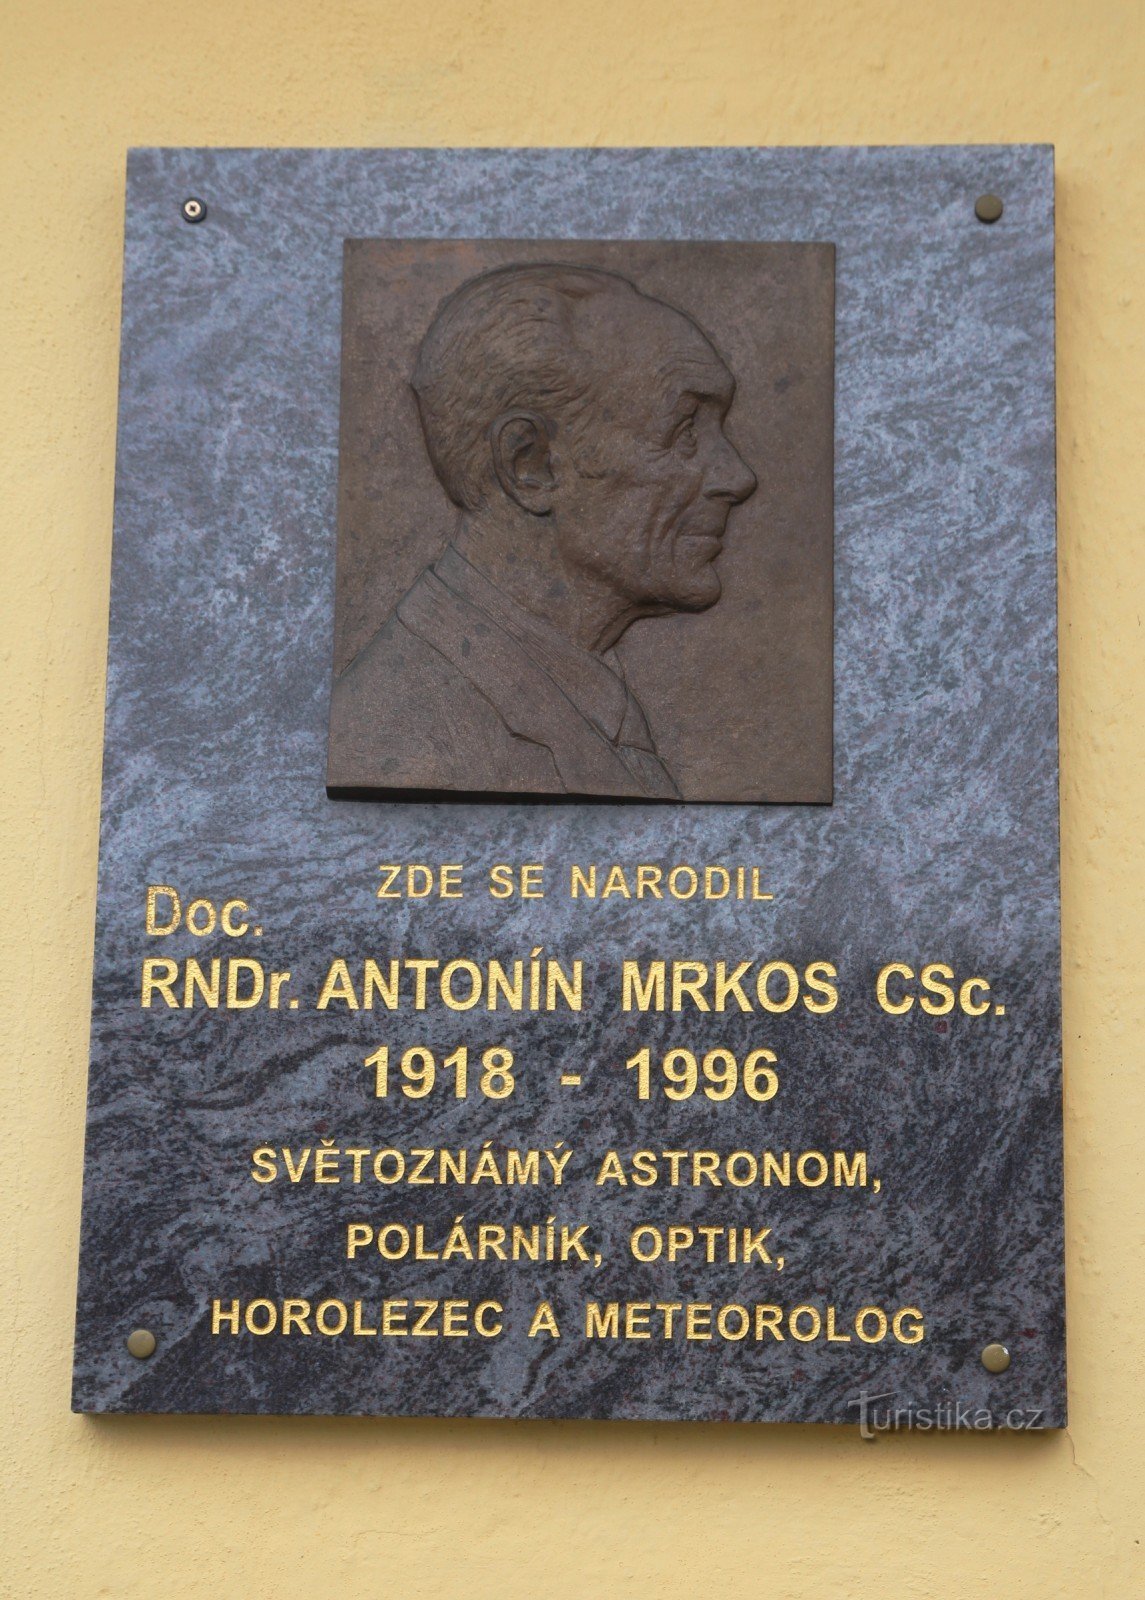 ZDE SE NARODIL
Doc.
RNDr. ANTONÍN MRKOS CSc.
1918 - 1996
SVĚTOZNÁMÝ ASTRONOM,
POLÁRNÍK, OPTIK,
HOROLEZEC A METEOROLOG
Turistika.cz